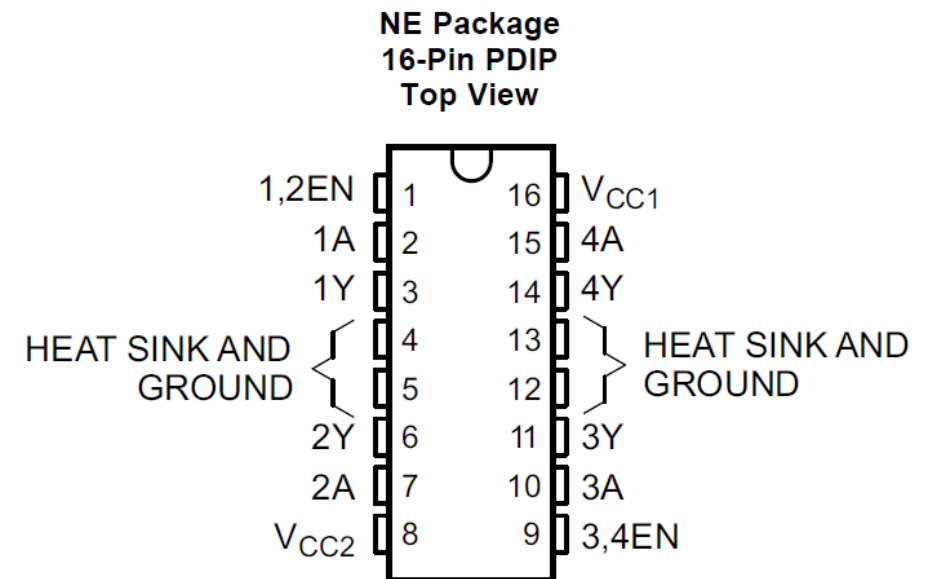 NE Package
16-Pin PDIP
Top View
1,2EN 1 16 VCC1
1A 2 15 4A
1Y 3 14 4Y
HEAT SINK AND 4 13 HEAT SINK AND
GROUND 5 12 GROUND
2Y 6 11 3Y
2A 7 10 3A
VCC2 8 9 3,4EN